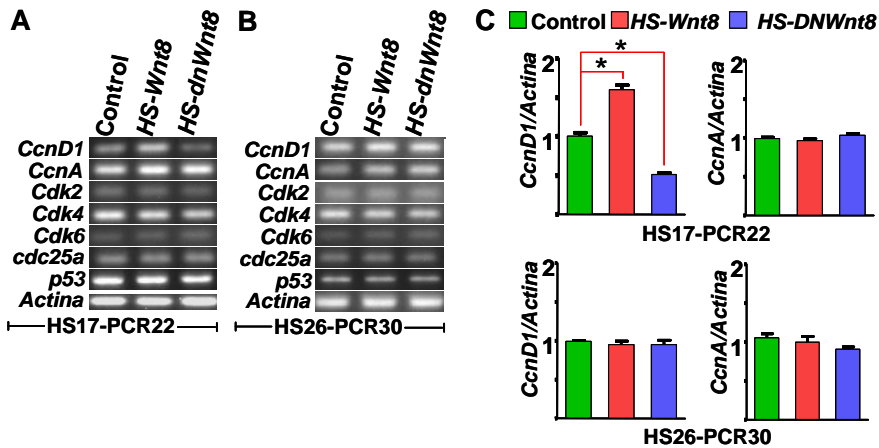 A
Control
HS-Wnt8
HS-dnWnt8
CcnD1
CcnA
Cdk2
Cdk4
Cdk6
cdc25a
p53
Actina
HS17-PCR22
B
Control
HS-Wnt8
HS-dnWnt8
CcnD1
CcnA
Cdk2
Cdk4
Cdk6
cdc25a
p53
Actina
HS26-PCR30
C
Control HS-Wnt8 HS-DNWnt8
CcnD1/Actina
2
1
*
*
CcnA/Actina
2
1
HS17-PCR22
CcnD1/Actina
2
1
CcnA/Actina
2
1
HS26-PCR30